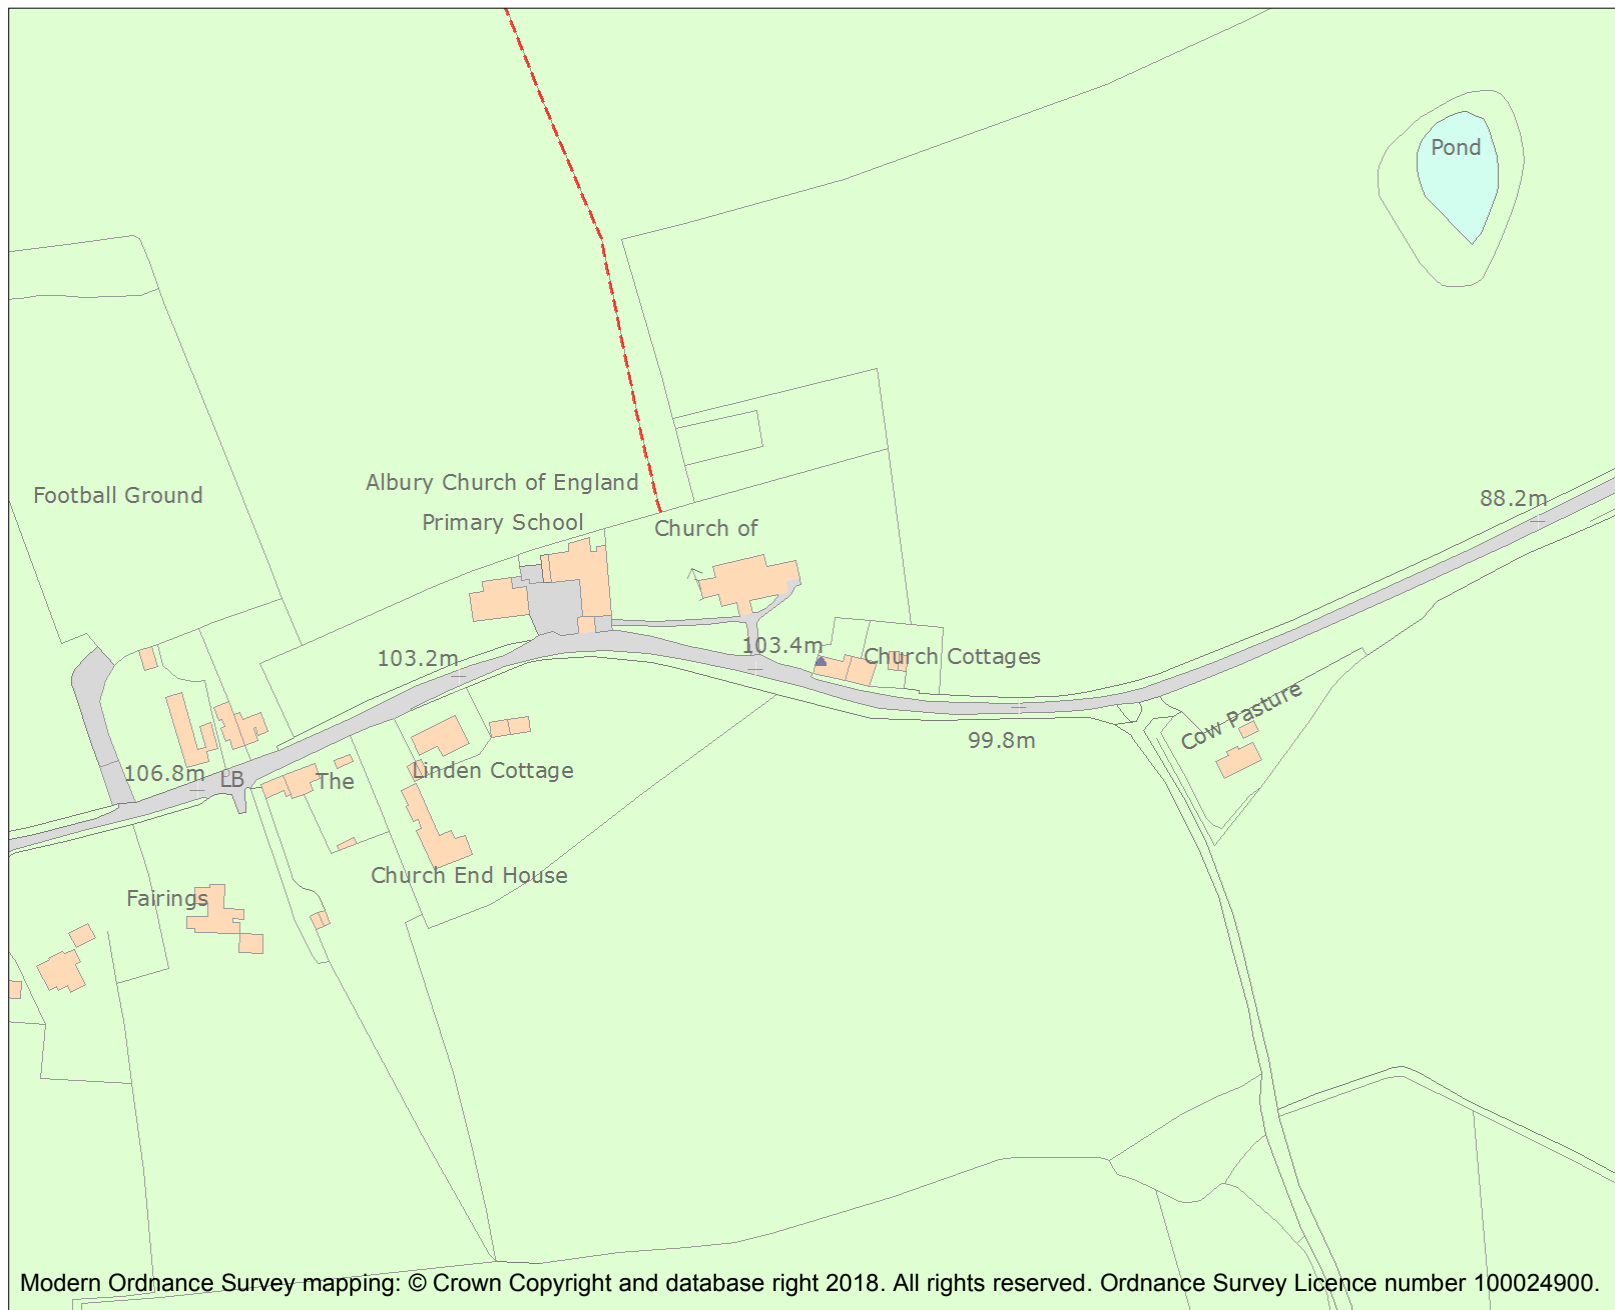 Pond
Football Ground
Albury Church of England
Primary School
Church of
88.2m
103.2m
103.4m
Church Cottages
Cow Pasture
99.8m
106.8m
LB
The
Linden Cottage
Church End House
Fairings
Modern Ordnance Survey mapping: © Crown Copyright and database right 2018. All rights reserved. Ordnance Survey Licence number 100024900.